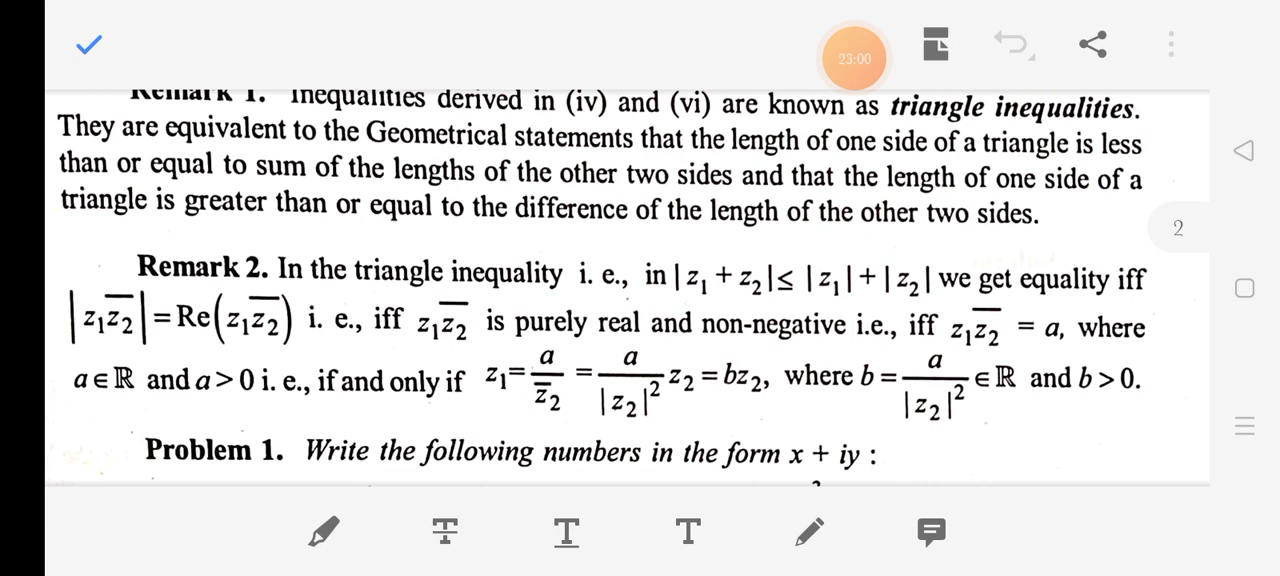 23:00
Remark 1. Inequalities derived in (iv) and (vi) are known as triangle inequalities.
They are equivalent to the Geometrical statements that the length of one side of a triangle is less
than or equal to sum of the lengths of the other two sides and that the length of one side of a
triangle is greater than or equal to the difference of the length of the other two sides.
2
Remark 2. In the triangle inequality i. e., in |z₁ + z₂| ≤ |z₁| + |z₂| we get equality iff
|z₁z̅₂| = Re(z₁z̅₂) i. e., iff z₁z̅₂ is purely real and non-negative i.e., iff z₁z̅₂ = a, where
a ∈ ℝ and a > 0 i. e., if and only if z₁ = a/z̅₂ = a/|z₂|² z₂ = bz₂, where b = a/|z₂|² ∈ ℝ and b > 0.
Problem 1. Write the following numbers in the form x + iy :
T
T
T